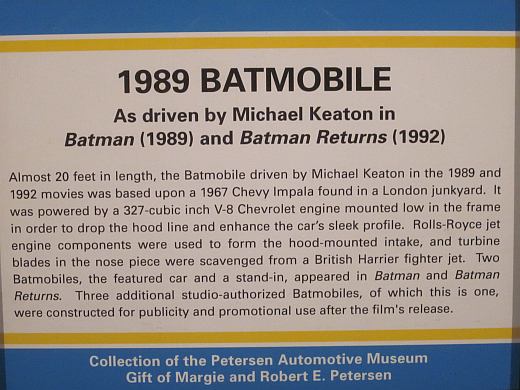 1989 BATMOBILE
As driven by Michael Keaton in
Batman (1989) and Batman Returns (1992)
Almost 20 feet in length, the Batmobile driven by Michael Keaton in the 1989 and
1992 movies was based upon a 1967 Chevy Impala found in a London junkyard. It
was powered by a 327-cubic inch V-8 Chevrolet engine mounted low in the frame
in order to drop the hood line and enhance the car's sleek profile. Rolls-Royce jet
engine components were used to form the hood-mounted intake, and turbine
blades in the nose piece were scavenged from a British Harrier fighter jet. Two
Batmobiles, the featured car and a stand-in, appeared in Batman and Batman
Returns. Three additional studio-authorized Batmobiles, of which this is one,
were constructed for publicity and promotional use after the film's release.
Collection of the Petersen Automotive Museum
Gift of Margie and Robert E. Petersen